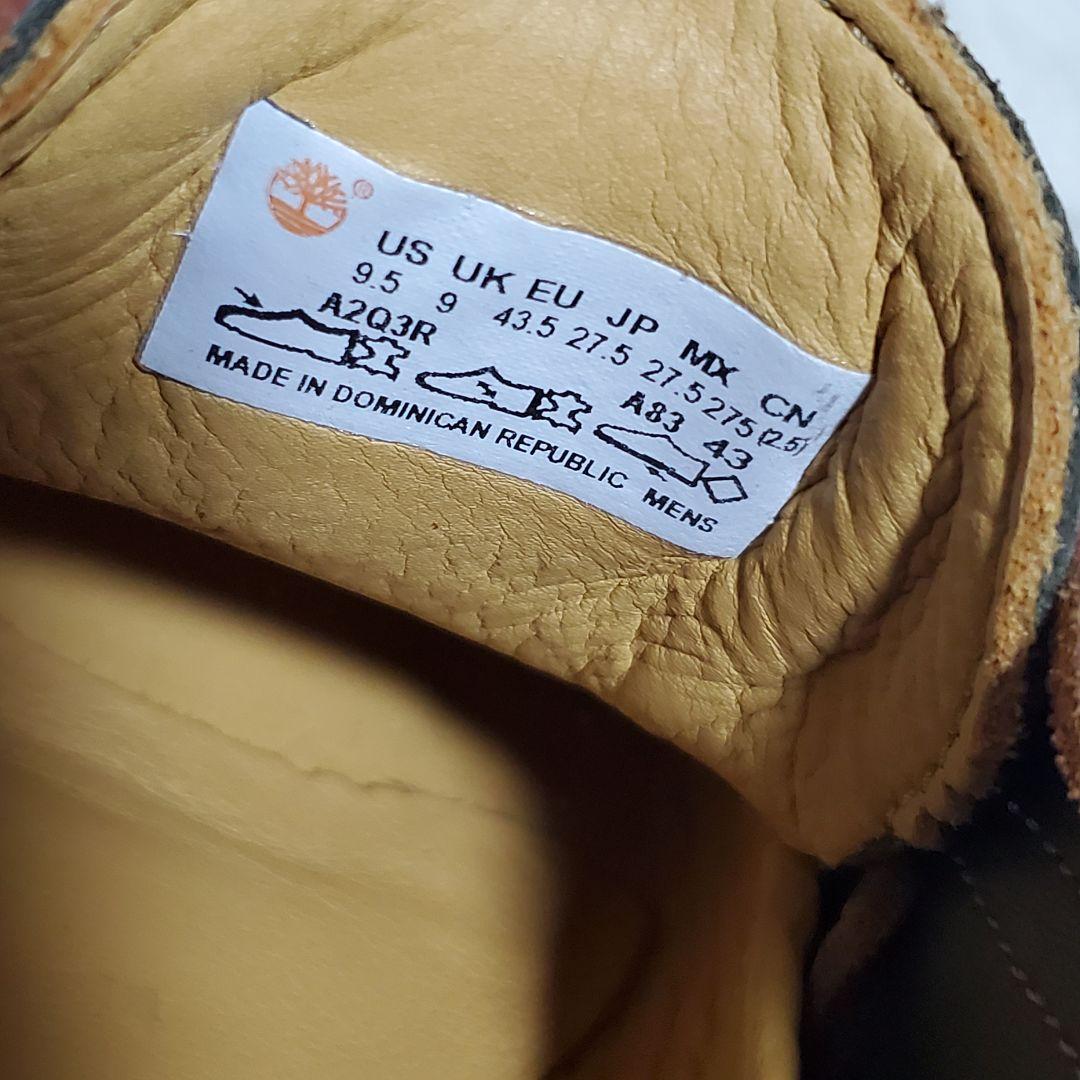 ®
US UK EU JP MX CN
9.5 9 43.5 27.5 27.5 275 (2.5)
A2Q3R A83 43
MADE IN DOMINICAN REPUBLIC MENS